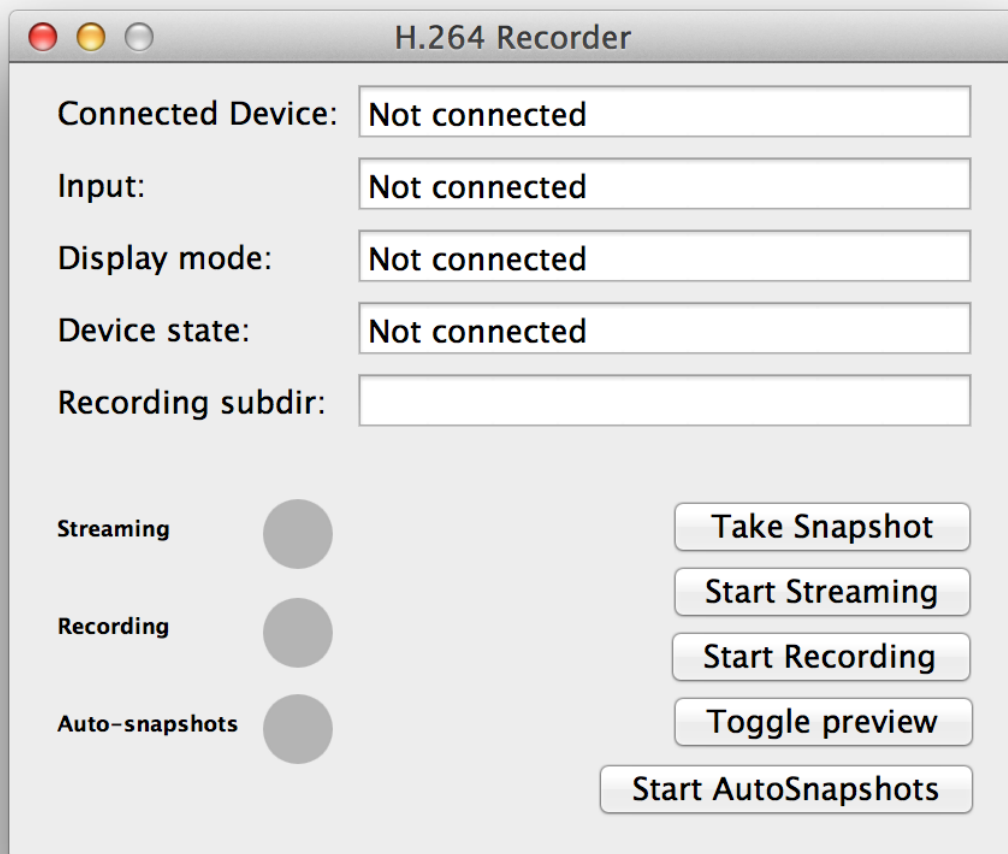 H.264 Recorder
Connected Device: Not connected
Input: Not connected
Display mode: Not connected
Device state: Not connected
Recording subdir:
Streaming
Take Snapshot
Start Streaming
Recording
Start Recording
Auto-snapshots
Toggle preview
Start AutoSnapshots